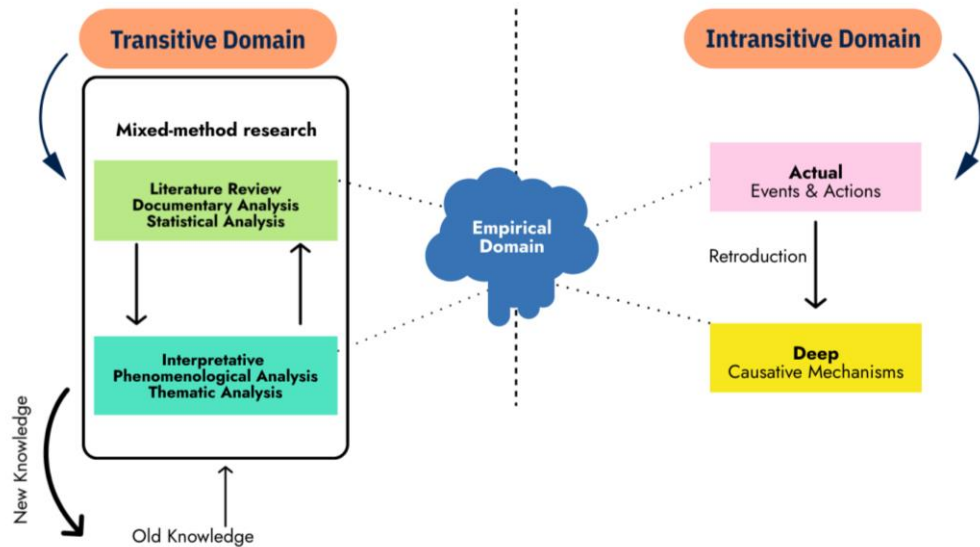 Transitive Domain
Intransitive Domain
Mixed-method research
Literature Review
Documentary Analysis
Statistical Analysis
Interpretative
Phenomenological Analysis
Thematic Analysis
Empirical
Domain
Actual
Events & Actions
Retroduction
Deep
Causative Mechanisms
New Knowledge
Old Knowledge